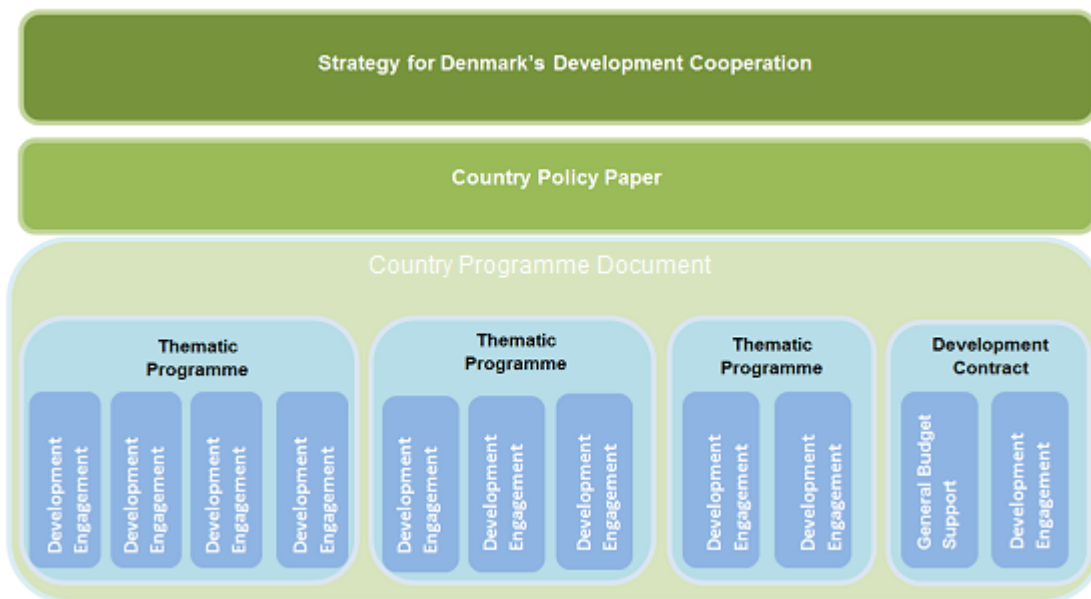 Strategy for Denmark's Development Cooperation
Country Policy Paper
Country Programme Document
Thematic
Programme
Development
Engagement
Development
Engagement
Development
Engagement
Development
Engagement
Thematic
Programme
Development
Engagement
Development
Engagement
Development
Engagement
Thematic
Programme
Development
Engagement
Development
Engagement
Development
Contract
General Budget
Support
Development
Engagement